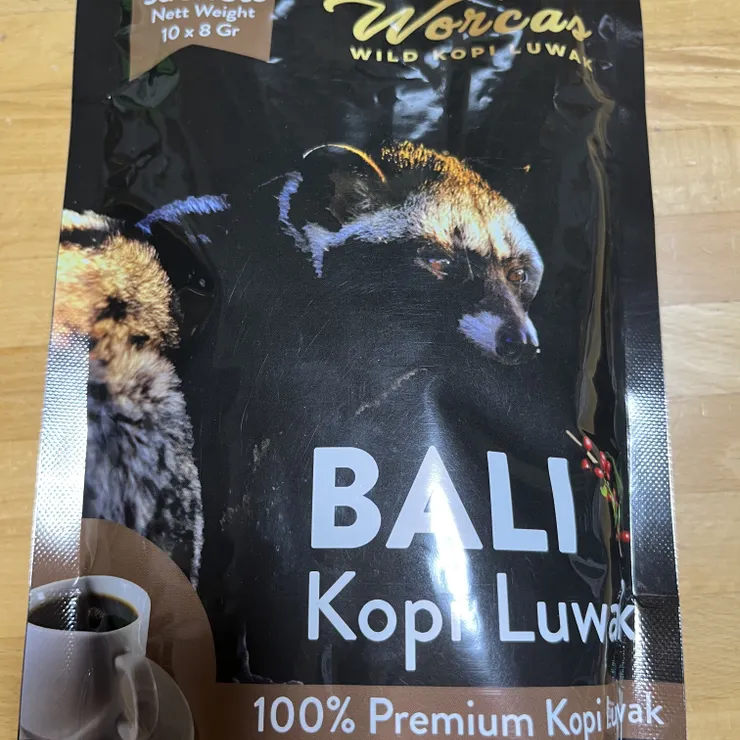 Nett Weight
10 x 8 Gr
Worcas
WILD KOPI LUWAK
BALI
Kopi Luwak
100% Premium Kopi Luwak